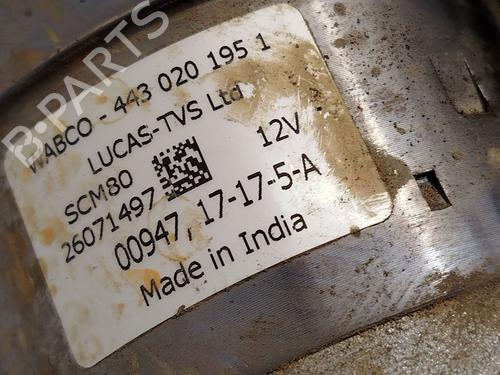 B-PARTS
WABCO - 443 020 195 1
LUCAS-TVS Ltd
SCM80 12V
26071497
00947, 17-17-5-A
Made in India